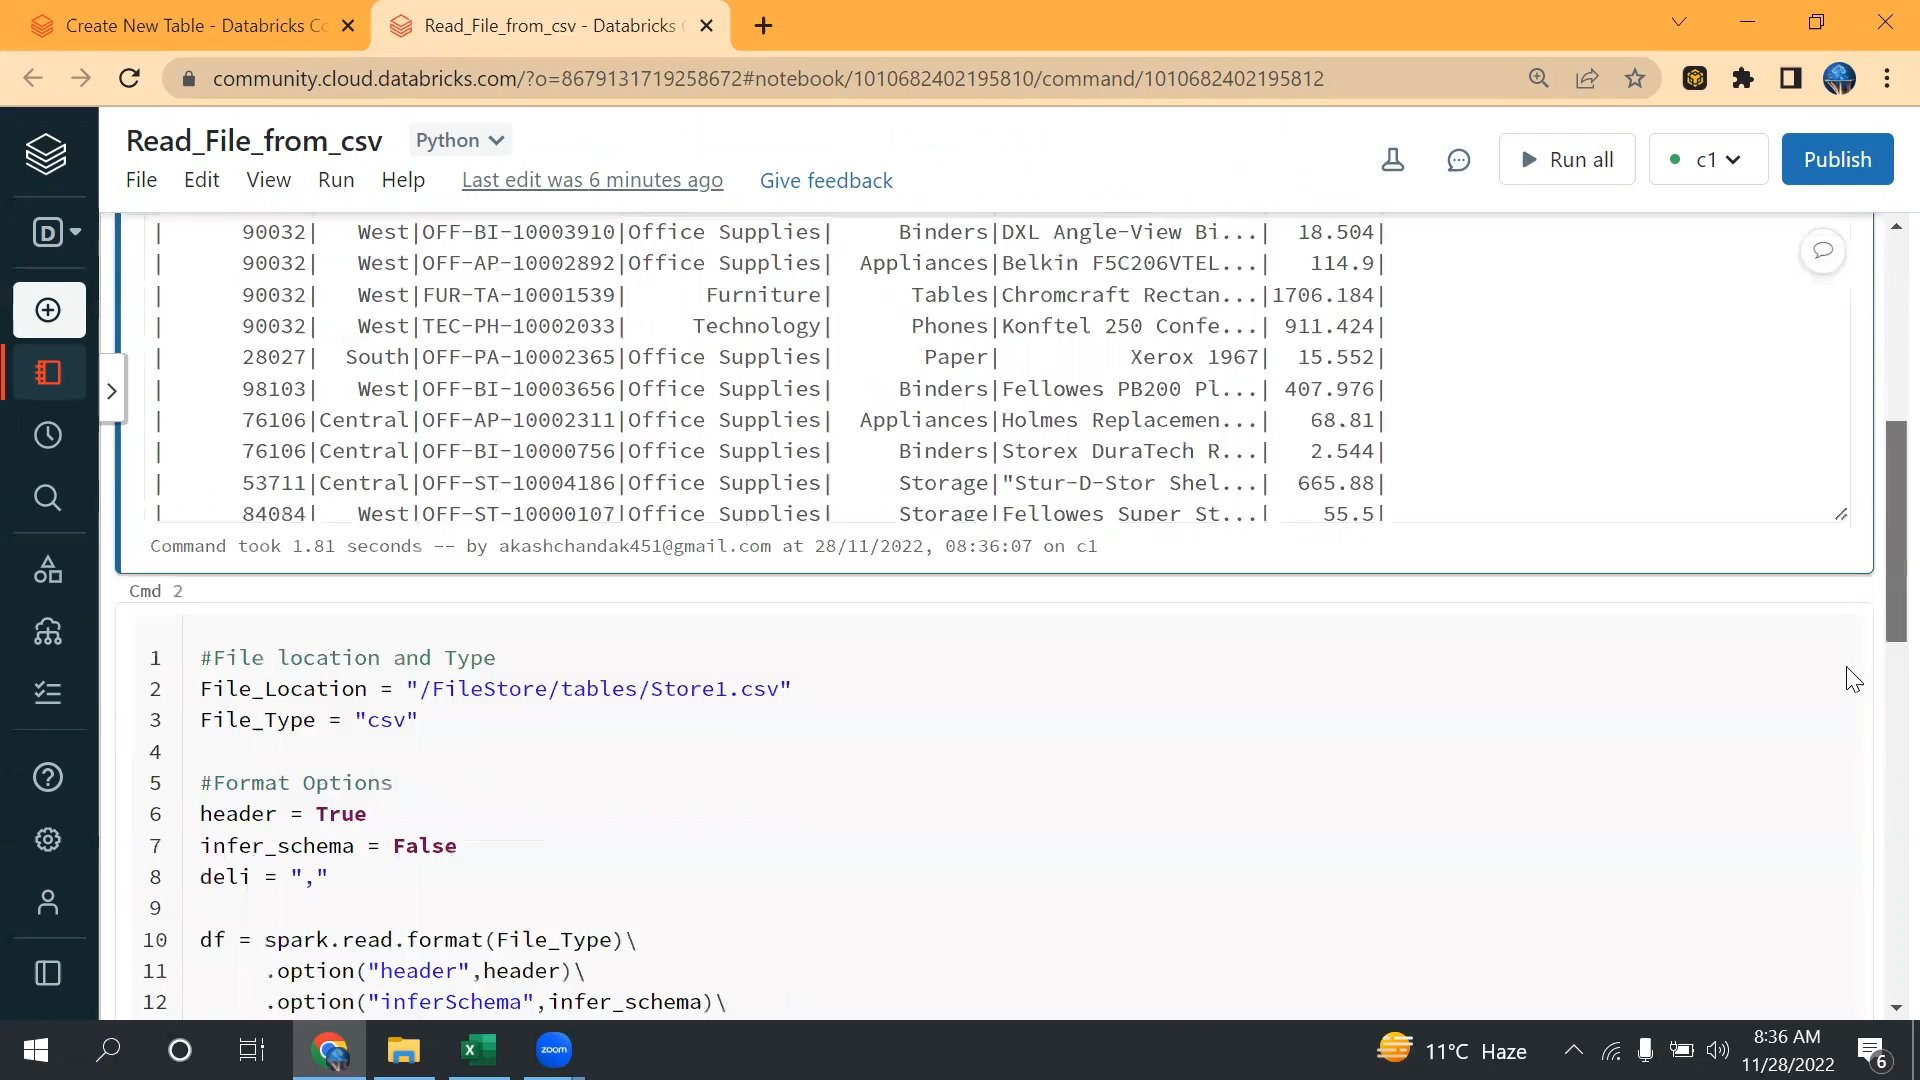 Create New Table - Databricks Co
Read_File_from_csv - Databricks C
community.cloud.databricks.com/?o=8679131719258672#notebook/1010682402195810/command/1010682402195812
Read_File_from_csv Python
File Edit View Run Help Last edit was 6 minutes ago Give feedback
Run all
c1
Publish
D
| 90032| West|OFF-BI-10003910|Office Supplies| Binders|DXL Angle-View Bi...| 18.504|
| 90032| West|OFF-AP-10002892|Office Supplies| Appliances|Belkin F5C206VTEL...| 114.9|
| 90032| West|FUR-TA-10001539| Furniture| Tables|Chromcraft Rectan...|1706.184|
| 90032| West|TEC-PH-10002033| Technology| Phones|Konftel 250 Confe...| 911.424|
| 28027| South|OFF-PA-10002365|Office Supplies| Paper| Xerox 1967| 15.552|
| 98103| West|OFF-BI-10003656|Office Supplies| Binders|Fellowes PB200 Pl...| 407.976|
| 76106|Central|OFF-AP-10002311|Office Supplies| Appliances|Holmes Replacemen...| 68.81|
| 76106|Central|OFF-BI-10000756|Office Supplies| Binders|Storex DuraTech R...| 2.544|
| 53711|Central|OFF-ST-10004186|Office Supplies| Storage|"Stur-D-Stor Shel...| 665.88|
| 84084| West|OFF-ST-10000107|Office Supplies| Storage|Fellowes Super St...| 55.5|
Command took 1.81 seconds -- by akashchandak451@gmail.com at 28/11/2022, 08:36:07 on c1
Cmd 2
1 #File location and Type
2 File_Location = "/FileStore/tables/Store1.csv"
3 File_Type = "csv"
4
5 #Format Options
6 header = True
7 infer_schema = False
8 deli = ","
9
10 df = spark.read.format(File_Type)\
11 .option("header",header)\
12 .option("inferSchema",infer_schema)\
zoom
11°C Haze
8:36 AM
11/28/2022
6